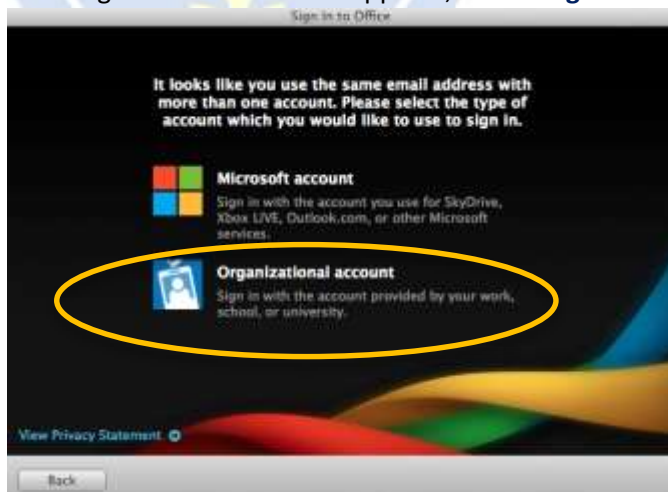 Sign In to Office
It looks like you use the same email address with
more than one account. Please select the type of
account which you would like to use to sign in.
Microsoft account
Sign in with the account you use for SkyDrive,
Xbox LIVE, Outlook.com, or other Microsoft
services.
Organizational account
Sign in with the account provided by your work,
school, or university.
View Privacy Statement
Back